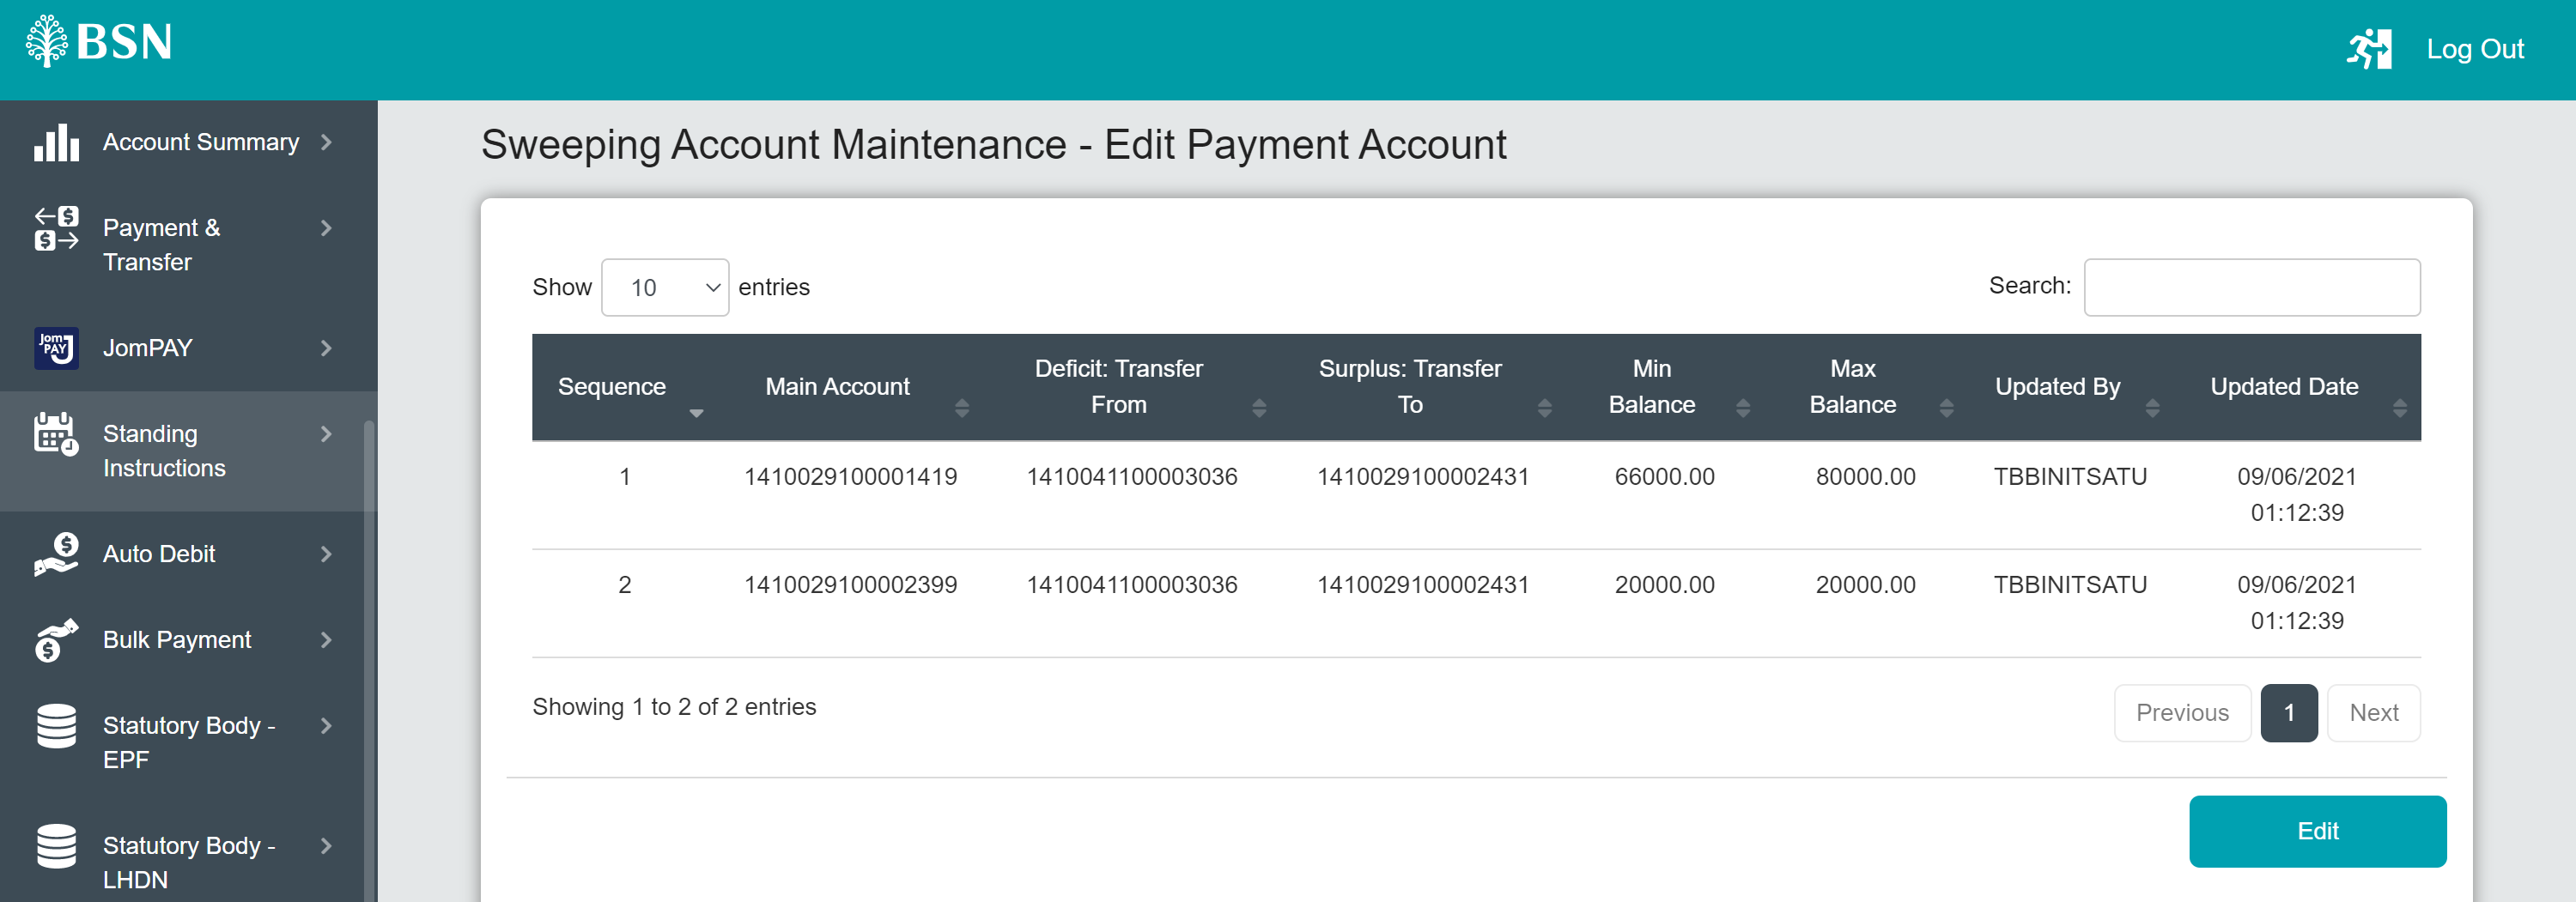 BSN
Log Out
Account Summary
Payment &
Transfer
Jom
PAY
JomPAY
Standing
Instructions
Auto Debit
Bulk Payment
Statutory Body -
EPF
Statutory Body -
LHDN
Sweeping Account Maintenance - Edit Payment Account
Show 10 entries
Search:
Sequence Main Account Deficit: Transfer From Surplus: Transfer To Min Balance Max Balance Updated By Updated Date
1 1410029100001419 1410041100003036 1410029100002431 66000.00 80000.00 TBBINITSATU 09/06/2021
01:12:39
2 1410029100002399 1410041100003036 1410029100002431 20000.00 20000.00 TBBINITSATU 09/06/2021
01:12:39
Showing 1 to 2 of 2 entries
Previous 1 Next
Edit